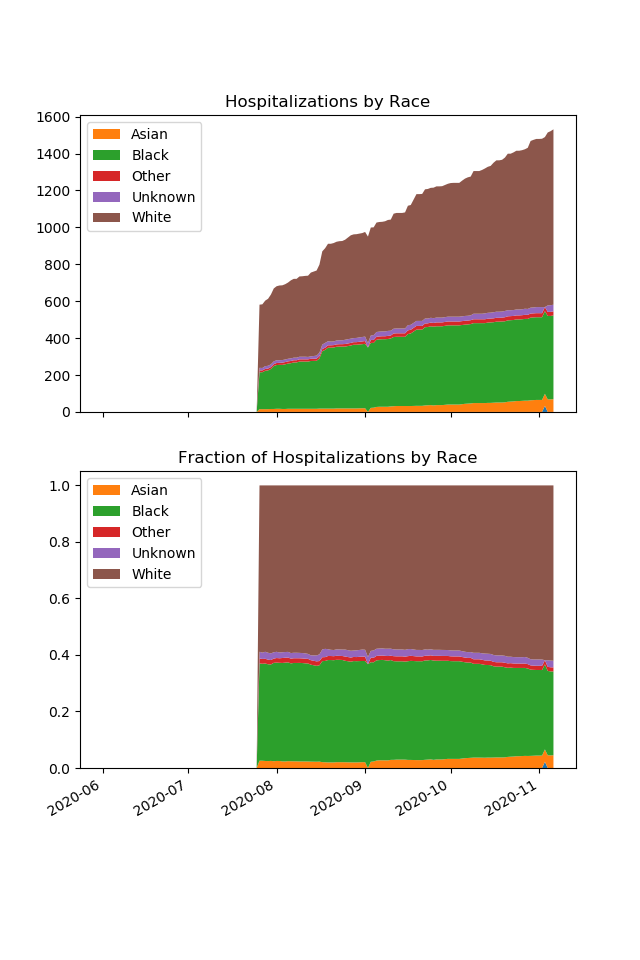 Hospitalizations by Race
1600
1400
1200
1000
800
600
400
200
0
Asian
Black
Other
Unknown
White
Fraction of Hospitalizations by Race
1.0
0.8
0.6
0.4
0.2
0.0
Asian
Black
Other
Unknown
White
2020-06
2020-07
2020-08
2020-09
2020-10
2020-11